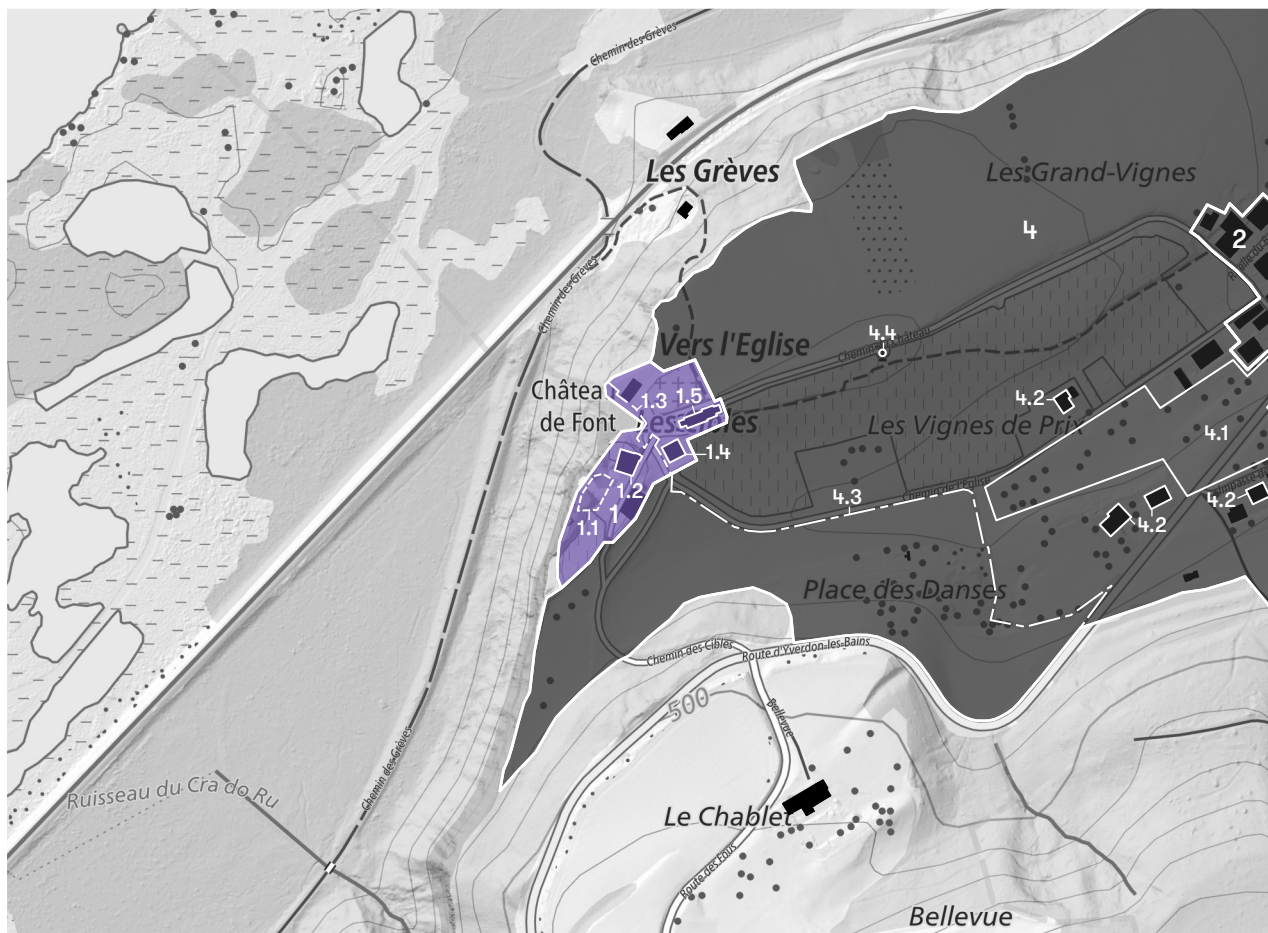 Chemin des Grèves
Les Grèves
Les Grand-Vignes
4
2
Chemin des Grèves
Vers l'Eglise
4.4
Chemin du Château
Château
de Font
1.3
1.5
4.2
Les Vignes de Prix
4.1
1.4
1.2
1
1.1
4.3
Chemin de l'Eglise
4.2
4.2
Place des Danses
Chemin des Cibles
Route d'Yverdon-les-Bains
500
Bellevue
Chemin des Grèves
Ruisseau du Cra do Ru
Le Chablet
Route des Fous
Bellevue